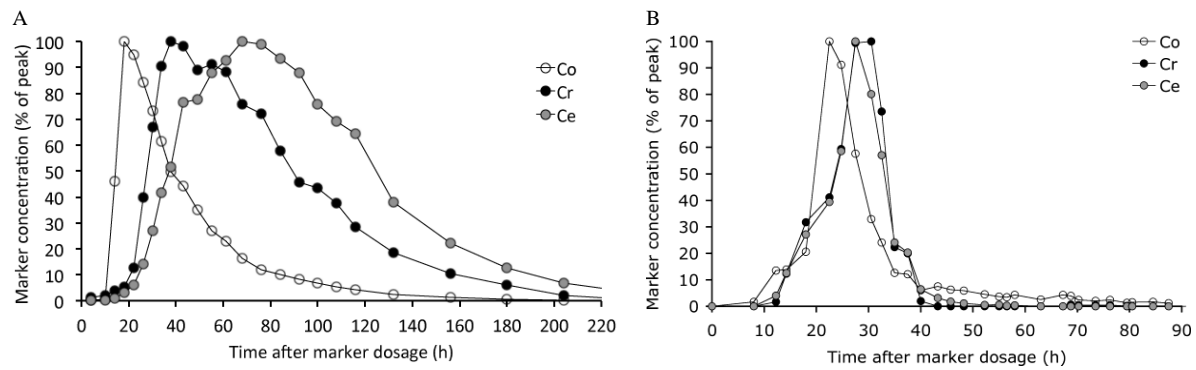 A
Marker concentration (% of peak)
100
90
80
70
60
50
40
30
20
10
0
0 20 40 60 80 100 120 140 160 180 200 220
Time after marker dosage (h)
Co
Cr
Ce
B
Marker concentration (% of peak)
100
90
80
70
60
50
40
30
20
10
0
0 10 20 30 40 50 60 70 80 90
Time after marker dosage (h)
Co
Cr
Ce